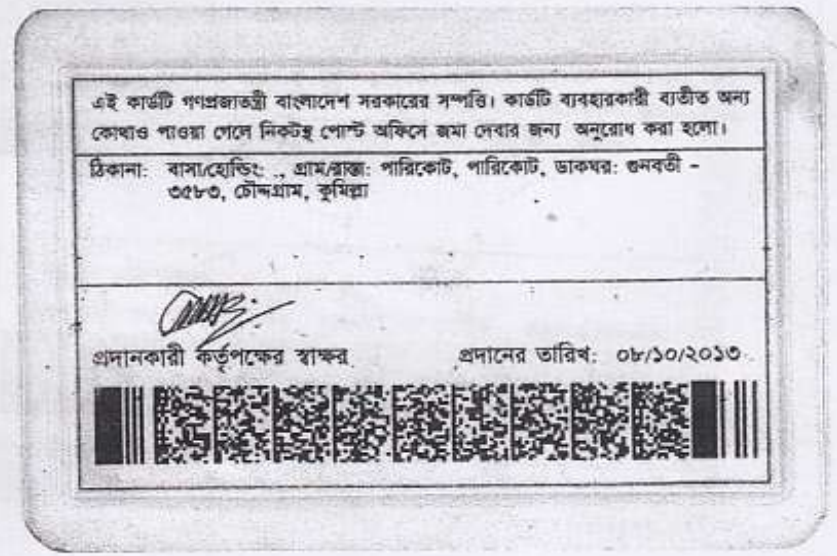 এই কার্ডটি গণপ্রজাতন্ত্রী বাংলাদেশ সরকারের সম্পত্তি। কার্ডটি ব্যবহারকারী ব্যতীত অন্য
কোথাও পাওয়া গেলে নিকটস্থ পোস্ট অফিসে জমা দেবার জন্য অনুরোধ করা হলো।
ঠিকানা: বাসা/হোল্ডিং: ., গ্রাম/রাস্তা: পারিকোট, পারিকোট, ডাকঘর: গুনবতী -
৩৫৮৩, চৌদ্দগ্রাম, কুমিল্লা
প্রদানকারী কর্তৃপক্ষের স্বাক্ষর প্রদানের তারিখ: ০৮/১০/২০১৩